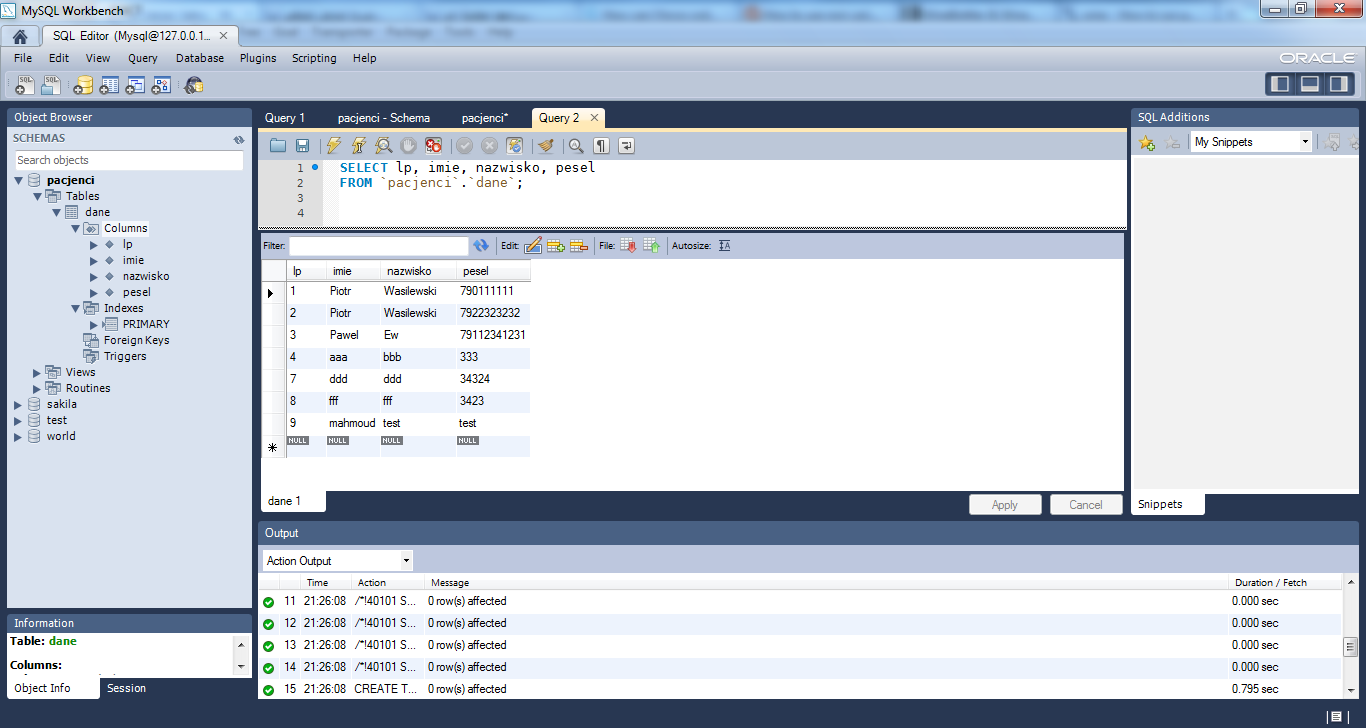 MySQL Workbench
SQL Editor (Mysql@127.0.0.1... ×
File Edit View Query Database Plugins Scripting Help
ORACLE
Object Browser
SCHEMAS
Search objects
pacjenci
Tables
dane
Columns
lp
imie
nazwisko
pesel
Indexes
PRIMARY
Foreign Keys
Triggers
Views
Routines
sakila
test
world
Information
Table: dane
Columns:
Object Info Session
Query 1 pacjenci - Schema pacjenci* Query 2 ×
1 SELECT lp, imie, nazwisko, pesel
2 FROM `pacjenci`.`dane`;
3
4
Filter: Edit: File: Autosize:
lp imie nazwisko pesel
1 Piotr Wasilewski 790111111
2 Piotr Wasilewski 7922323232
3 Pawel Ew 79112341231
4 aaa bbb 333
7 ddd ddd 34324
8 fff fff 3423
9 mahmoud test test
NULL NULL NULL NULL
dane 1
Apply Cancel
SQL Additions
My Snippets
Snippets
Output
Action Output
Time Action Message Duration / Fetch
11 21:26:08 /*!40101 S... 0 row(s) affected 0.000 sec
12 21:26:08 /*!40101 S... 0 row(s) affected 0.000 sec
13 21:26:08 /*!40101 S... 0 row(s) affected 0.000 sec
14 21:26:08 /*!40101 S... 0 row(s) affected 0.000 sec
15 21:26:08 CREATE T... 0 row(s) affected 0.795 sec